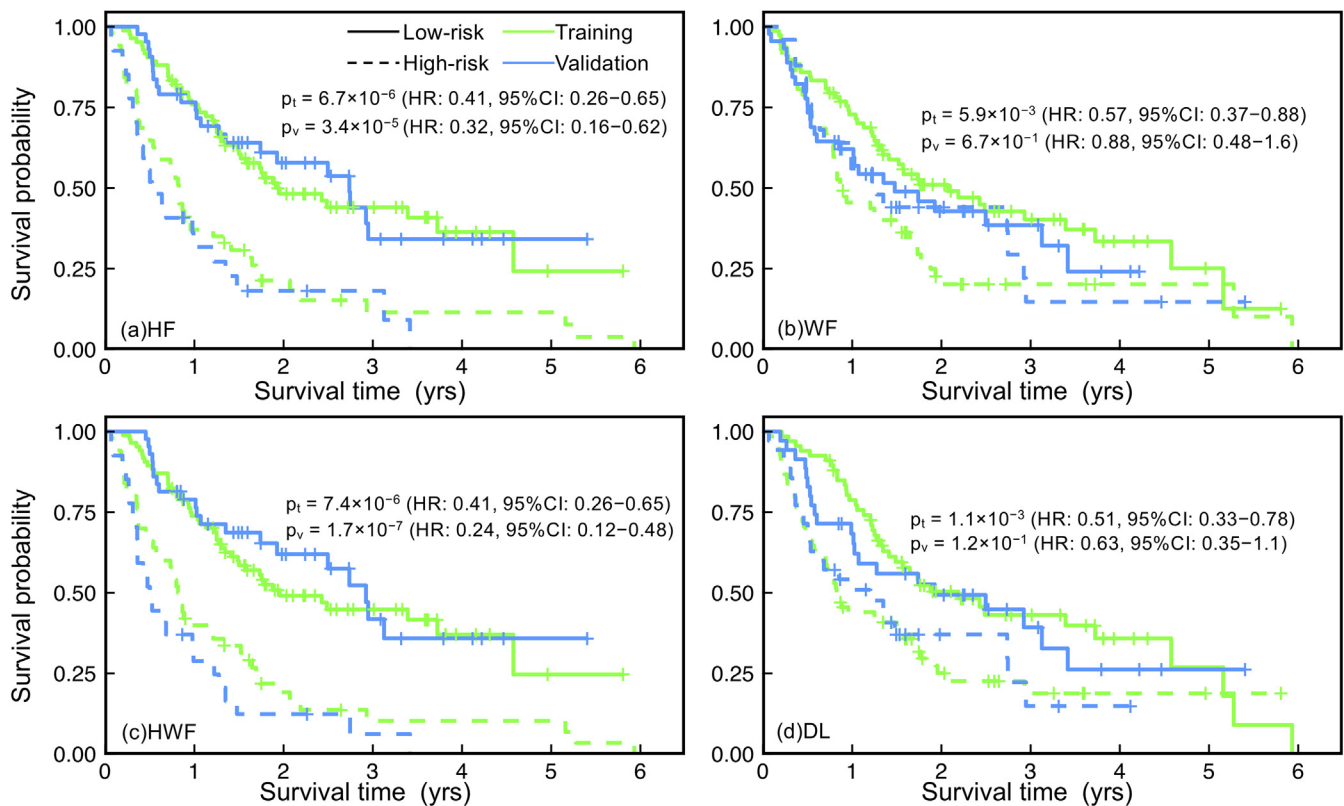 1.00
0.75
0.50
0.25
0.00
Survival probability
Low-risk Training
High-risk Validation
pt = 6.7×10−6 (HR: 0.41, 95%CI: 0.26−0.65)
pv = 3.4×10−5 (HR: 0.32, 95%CI: 0.16−0.62)
(a)HF
0 1 2 3 4 5 6
Survival time (yrs)
1.00
0.75
0.50
0.25
0.00
pt = 5.9×10−3 (HR: 0.57, 95%CI: 0.37−0.88)
pv = 6.7×10−1 (HR: 0.88, 95%CI: 0.48−1.6)
(b)WF
0 1 2 3 4 5 6
Survival time (yrs)
1.00
0.75
0.50
0.25
0.00
Survival probability
pt = 7.4×10−6 (HR: 0.41, 95%CI: 0.26−0.65)
pv = 1.7×10−7 (HR: 0.24, 95%CI: 0.12−0.48)
(c)HWF
0 1 2 3 4 5 6
Survival time (yrs)
1.00
0.75
0.50
0.25
0.00
pt = 1.1×10−3 (HR: 0.51, 95%CI: 0.33−0.78)
pv = 1.2×10−1 (HR: 0.63, 95%CI: 0.35−1.1)
(d)DL
0 1 2 3 4 5 6
Survival time (yrs)